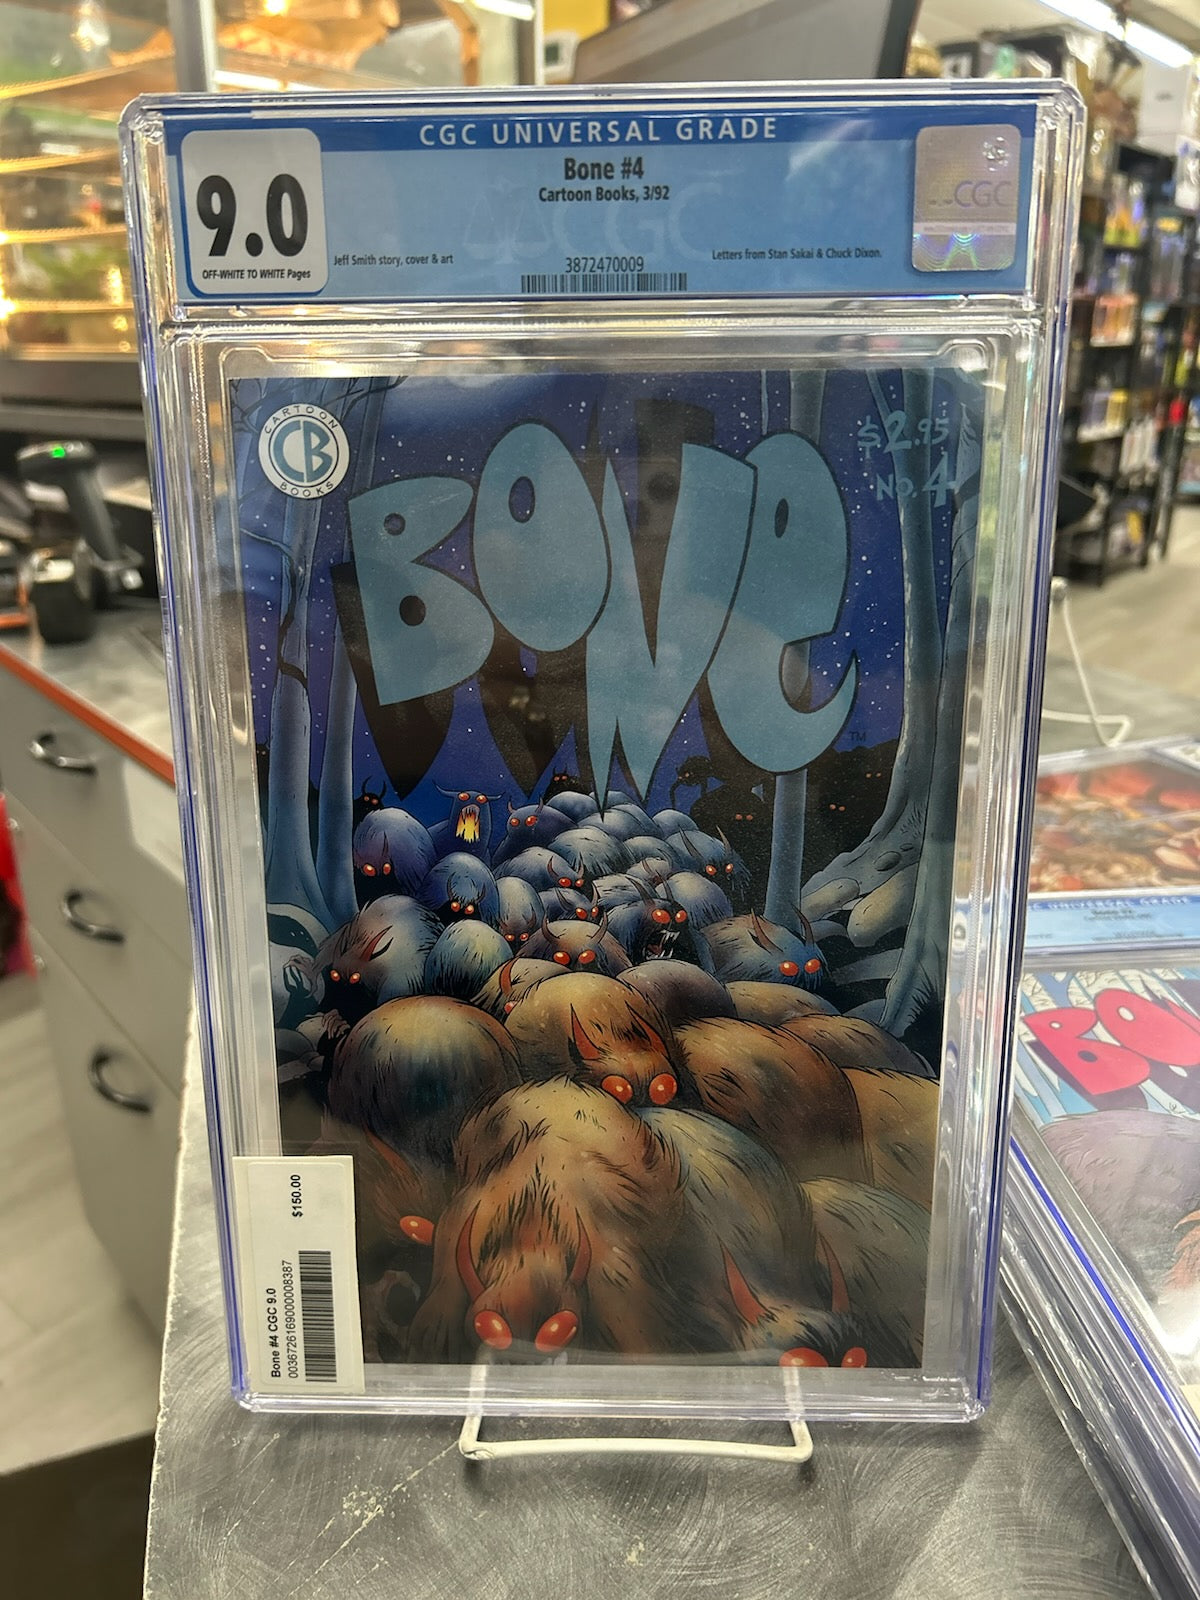 CGC UNIVERSAL GRADE
9.0
OFF-WHITE TO WHITE Pages
Bone #4
Cartoon Books, 3/92
Jeff Smith story, cover & art
Letters from Stan Sakai & Chuck Dixon.
3872470009
CGC
CARTOON
CB
BOOKS
BONE
$2.95
No. 4
TM
$150.00
Bone #4 CGC 9.0
0036726169000008387